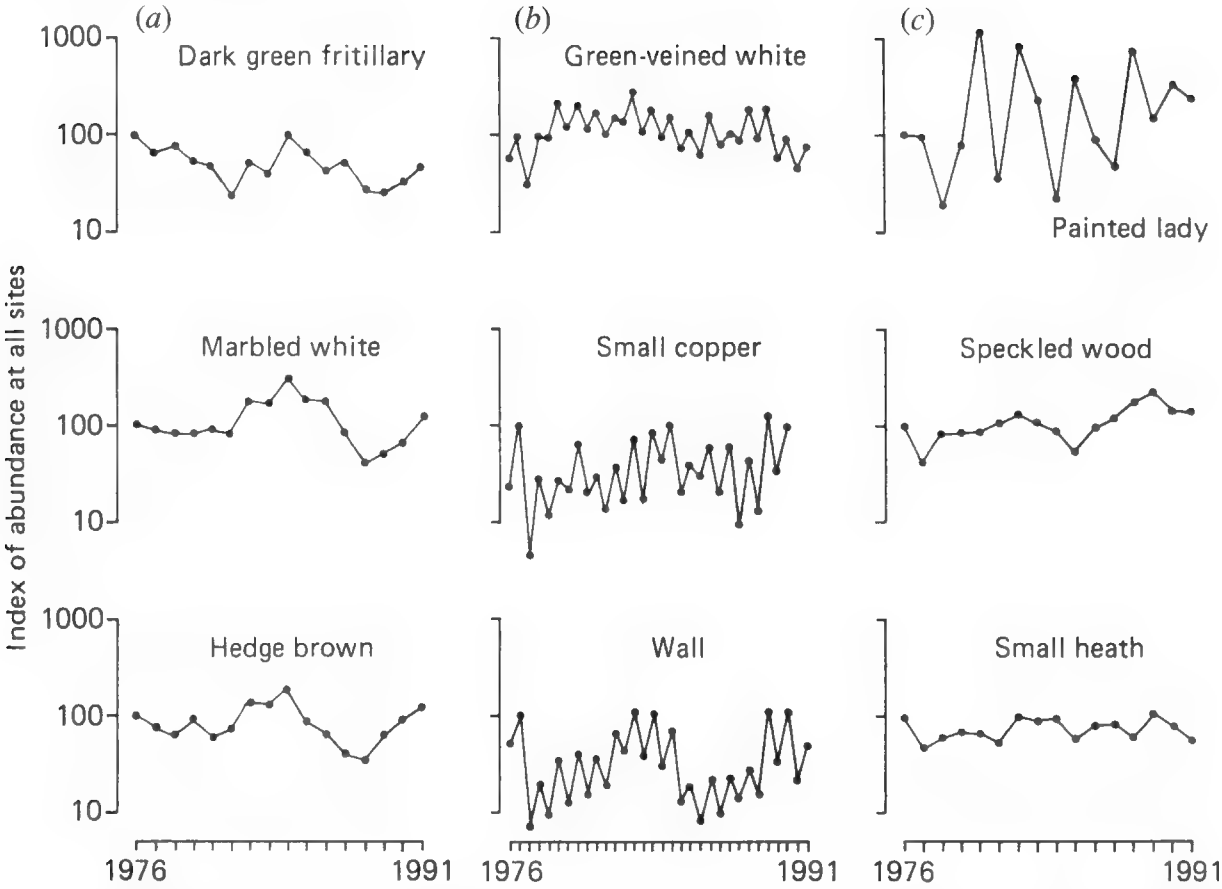 (a)
(b)
(c)
Index of abundance at all sites
1000
100
10
Dark green fritillary
Green-veined white
Painted lady
1000
100
10
Marbled white
Small copper
Speckled wood
1000
100
10
Hedge brown
Wall
Small heath
1976
1991
1976
1991
1976
1991